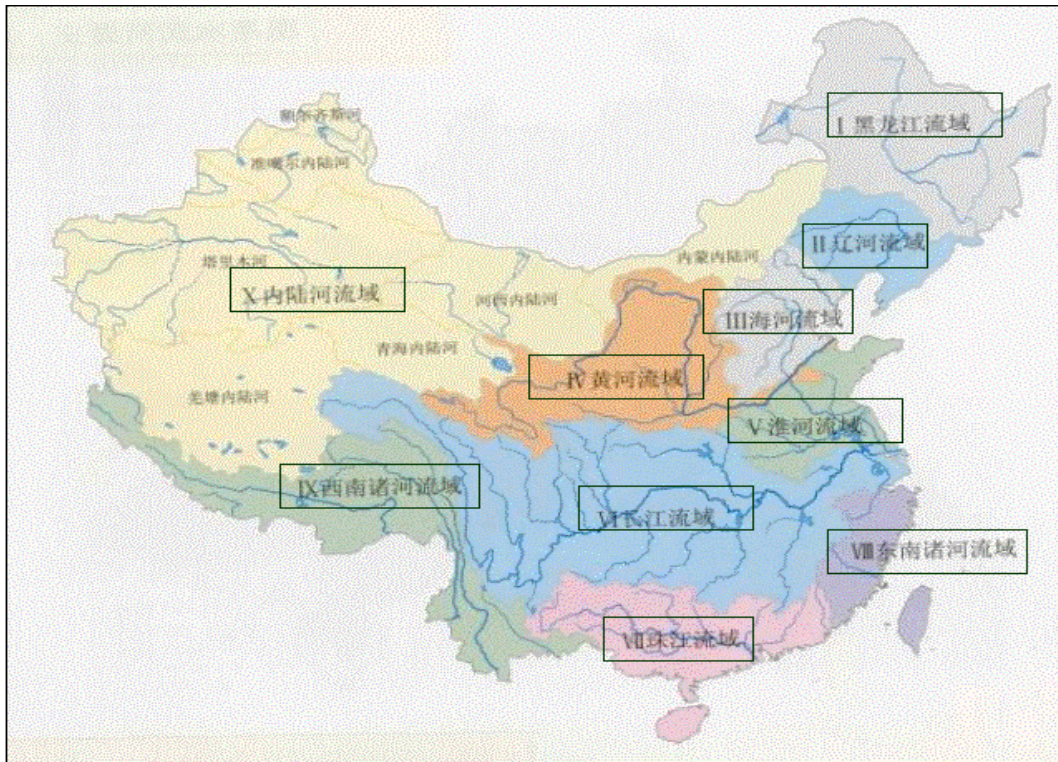 Ⅰ黑龙江流域
额尔齐斯河
准噶尔内陆河
Ⅱ辽河流域
内蒙内陆河
塔里木河
Ⅹ内陆河流域
河西内陆河
Ⅲ海河流域
青海内陆河
Ⅳ黄河流域
羌塘内陆河
Ⅴ淮河流域
Ⅸ西南诸河流域
Ⅵ长江流域
Ⅷ东南诸河流域
Ⅶ珠江流域